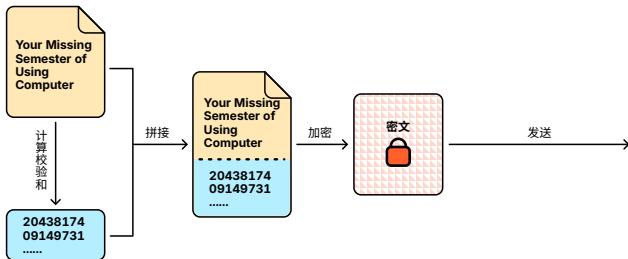 Your Missing
Semester of
Using
Computer
计算校验和
20438174
09149731
......
拼接
Your Missing
Semester of
Using
Computer
20438174
09149731
......
加密
密文
发送